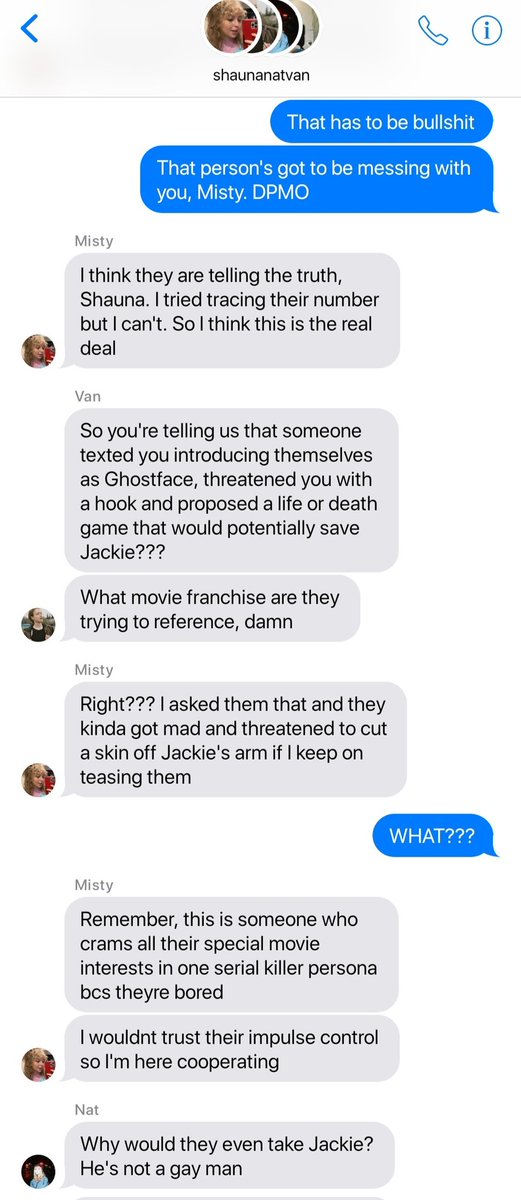 shaunanatvan
That has to be bullshit
That person's got to be messing with
you, Misty. DPMO
Misty
I think they are telling the truth,
Shauna. I tried tracing their number
but I can't. So I think this is the real
deal
Van
So you're telling us that someone
texted you introducing themselves
as Ghostface, threatened you with
a hook and proposed a life or death
game that would potentially save
Jackie???
What movie franchise are they
trying to reference, damn
Misty
Right??? I asked them that and they
kinda got mad and threatened to cut
a skin off Jackie's arm if I keep on
teasing them
WHAT???
Misty
Remember, this is someone who
crams all their special movie
interests in one serial killer persona
bcs theyre bored
I wouldnt trust their impulse control
so I'm here cooperating
Nat
Why would they even take Jackie?
He's not a gay man